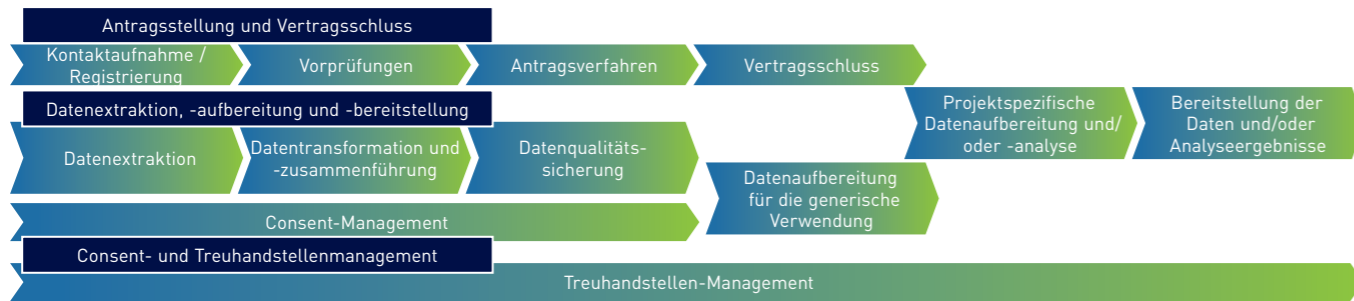 Antragsstellung und Vertragsschluss
Kontaktaufnahme /
Registrierung
Vorprüfungen
Antragsverfahren
Vertragsschluss
Datenextraktion, -aufbereitung und -bereitstellung
Datenextraktion
Datentransformation und
-zusammenführung
Datenqualitäts-
sicherung
Datenaufbereitung
für die generische
Verwendung
Projektspezifische
Datenaufbereitung und/
oder -analyse
Bereitstellung der
Daten und/oder
Analyseergebnisse
Consent-Management
Consent- und Treuhandstellenmanagement
Treuhandstellen-Management